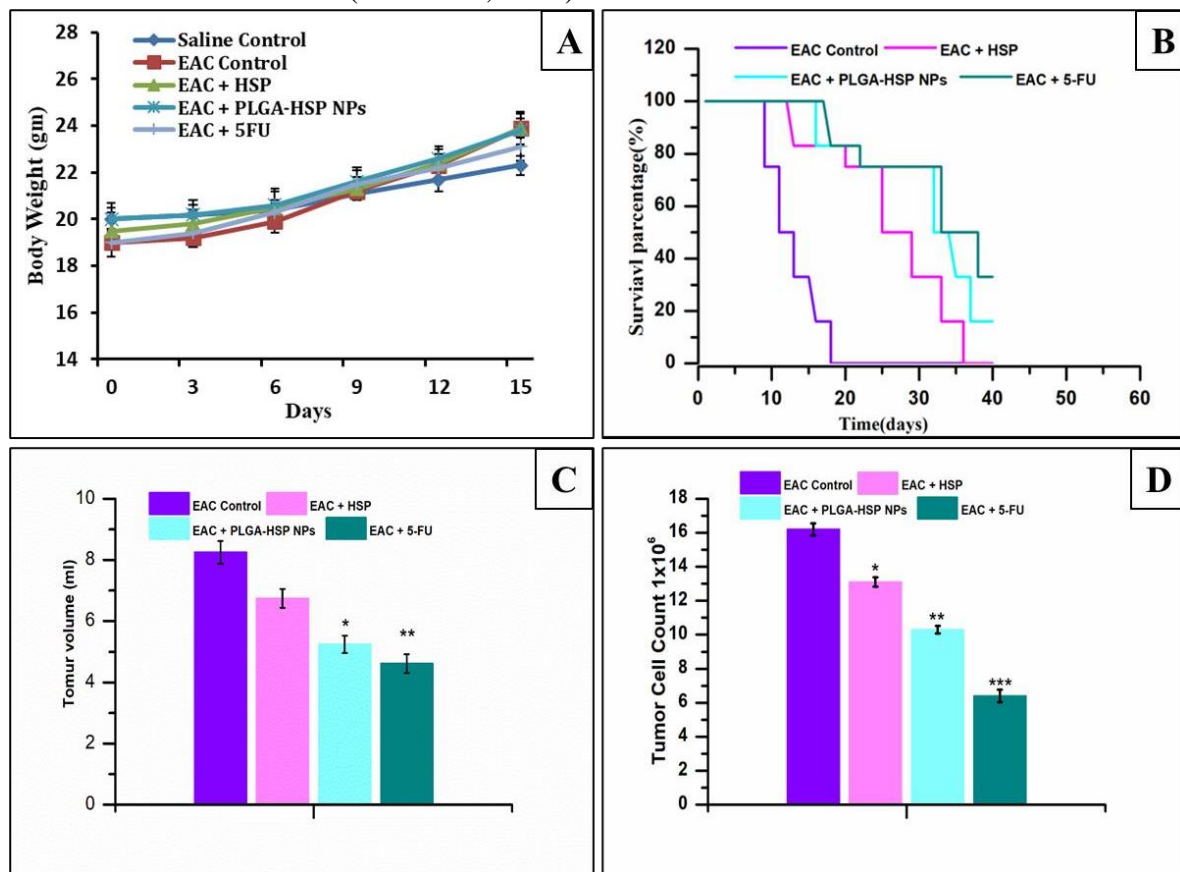 A
Saline Control
EAC Control
EAC + HSP
EAC + PLGA-HSP NPs
EAC + 5FU
28
26
24
22
20
18
16
14
Body Weight (gm)
0 3 6 9 12 15
Days
B
EAC Control EAC + HSP
EAC + PLGA-HSP NPs EAC + 5-FU
120
100
80
60
40
20
0
Surviavl parcentage(%)
0 10 20 30 40 50 60
Time(days)
C
EAC Control EAC + HSP
EAC + PLGA-HSP NPs EAC + 5-FU
10
8
6
4
2
0
Tomur volume (ml)
* **
D
EAC Control EAC + HSP
EAC + PLGA-HSP NPs EAC + 5-FU
18
16
14
12
10
8
6
4
2
0
Tumor Cell Count 1x10⁶
* ** ***